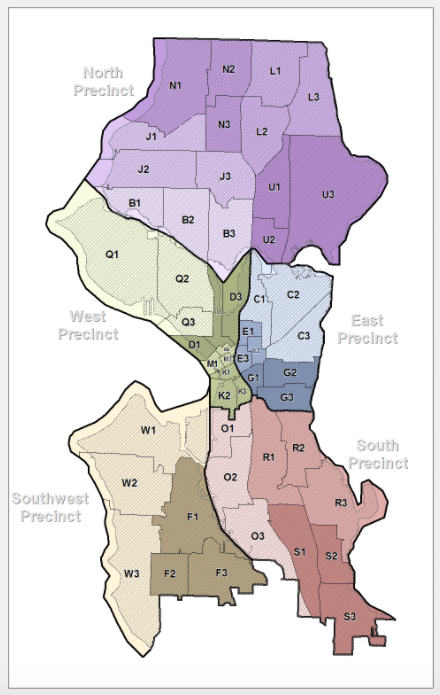 North
Precinct
N1
N2
L1
L3
N3
L2
J1
J2
J3
U1
U3
B1
B2
B3
U2
Q1
Q2
Q3
D3
D1
M1
K1
K2
K3
West
Precinct
C1
C2
C3
E1
E3
G1
G2
G3
East
Precinct
W1
W2
W3
F1
F2
F3
Southwest
Precinct
O1
O2
O3
R1
R2
R3
S1
S2
S3
South
Precinct